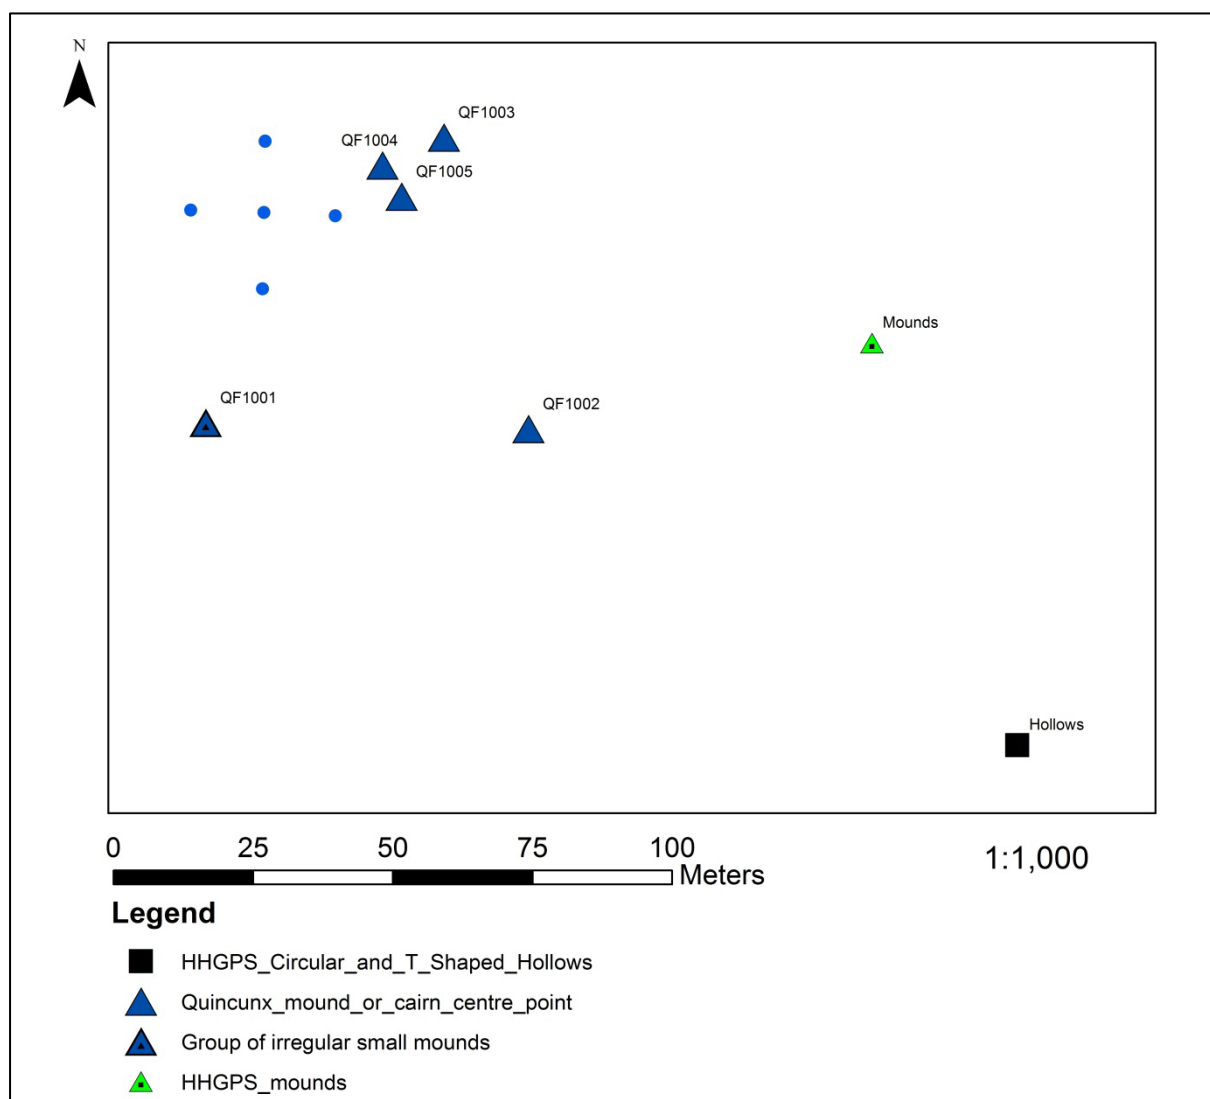 N
QF1003
QF1004
QF1005
Mounds
QF1001
QF1002
Hollows
0 25 50 75 100
Meters
1:1,000
Legend
HHGPS_Circular_and_T_Shaped_Hollows
Quincunx_mound_or_cairn_centre_point
Group of irregular small mounds
HHGPS_mounds